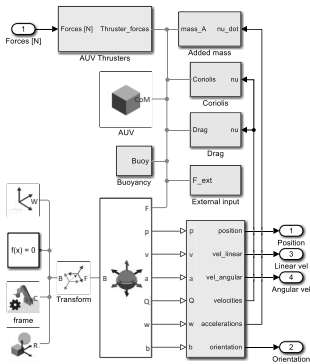 1
Forces [N]
Forces [N]
Thruster_forces
AUV Thrusters
mass_A
nu_dot
Added mass
CoM
AUV
Coriolis
nu
Coriolis
Drag
nu
Drag
Buoy
Buoyancy
F_ext
External input
W
f(x) = 0
C
frame
R
B
F
Transform
B
F
p
v
a
Q
w
b
p
v
a
Q
w
b
position
vel_linear
vel_angular
velocities
accelerations
orientation
1
Position
3
Linear vel
4
Angular vel
2
Orientation